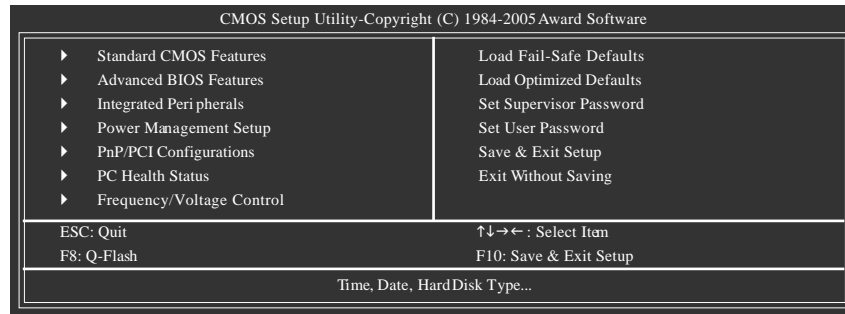 CMOS Setup Utility-Copyright (C) 1984-2005 Award Software
Standard CMOS Features
Advanced BIOS Features
Integrated Peripherals
Power Management Setup
PnP/PCI Configurations
PC Health Status
Frequency/Voltage Control
Load Fail-Safe Defaults
Load Optimized Defaults
Set Supervisor Password
Set User Password
Save & Exit Setup
Exit Without Saving
ESC: Quit
↑↓→←: Select Item
F8: Q-Flash
F10: Save & Exit Setup
Time, Date, Hard Disk Type...